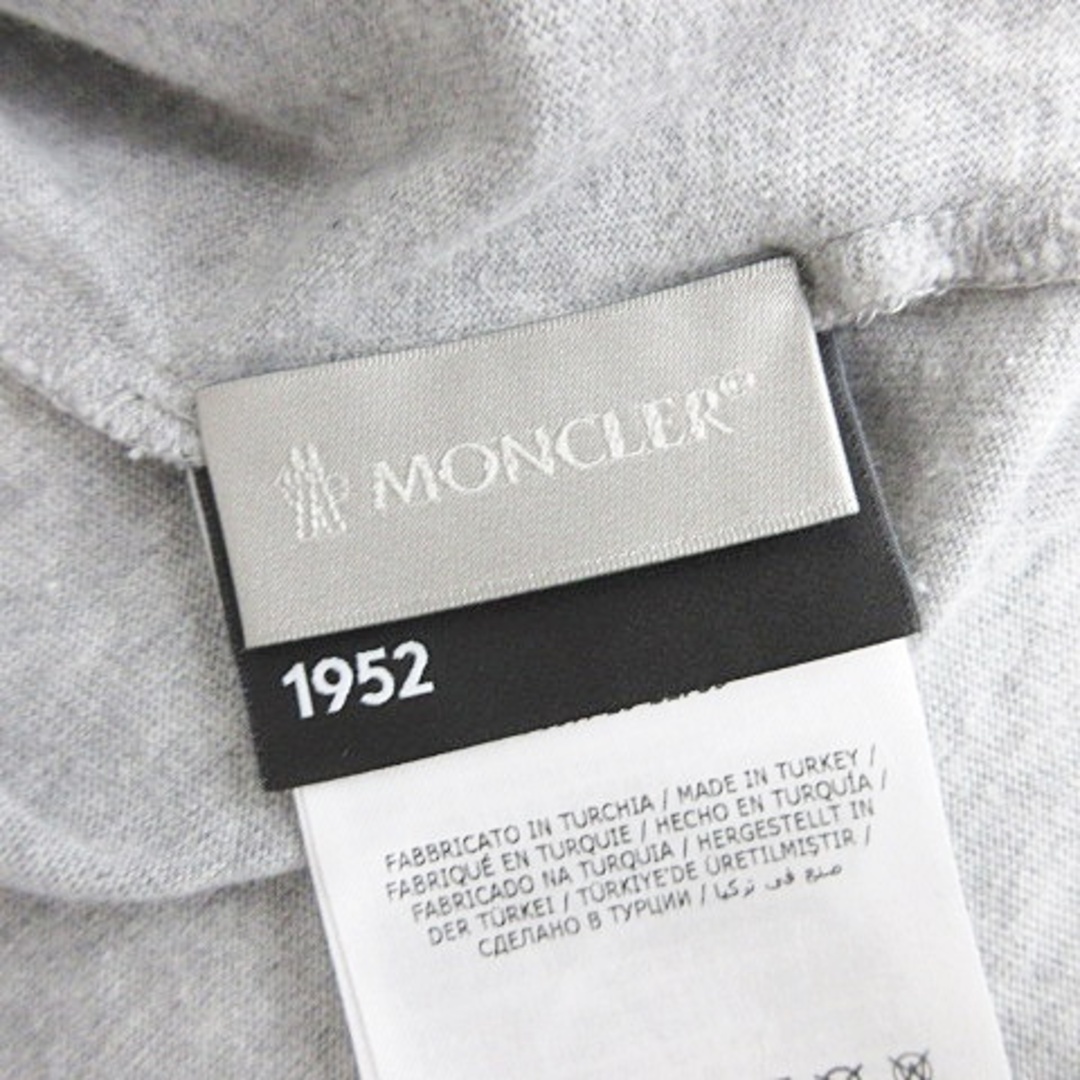 MONCLER®
1952
FABBRICATO IN TURCHIA / MADE IN TURKEY /
FABRIQUÉ EN TURQUIE / HECHO EN TURQUÍA /
FABRICADO NA TURQUIA / HERGESTELLT IN
DER TÜRKEI / TÜRKIYE'DE ÜRETILMIŞTIR /
СДЕЛАНО В ТУРЦИИ / صنع في تركيا